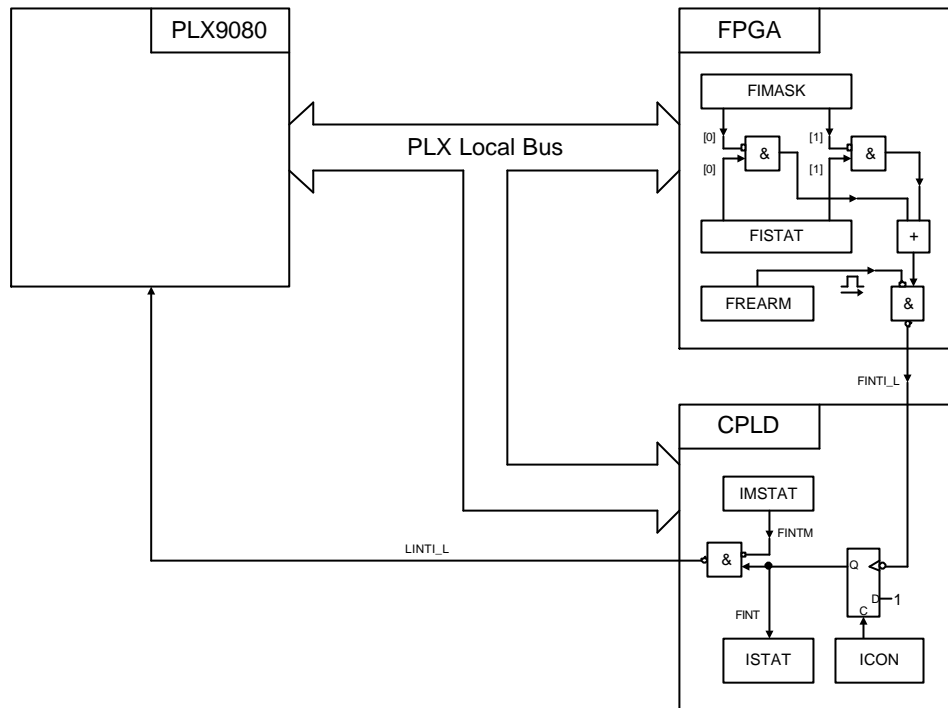 PLX9080
FPGA
FIMASK
[0]
[1]
&
&
[0]
[1]
PLX Local Bus
FISTAT
+
FREARM
&
FINTI_L
CPLD
IMSTAT
FINTM
LINTI_L
&
Q
D
1
C
FINT
ISTAT
ICON